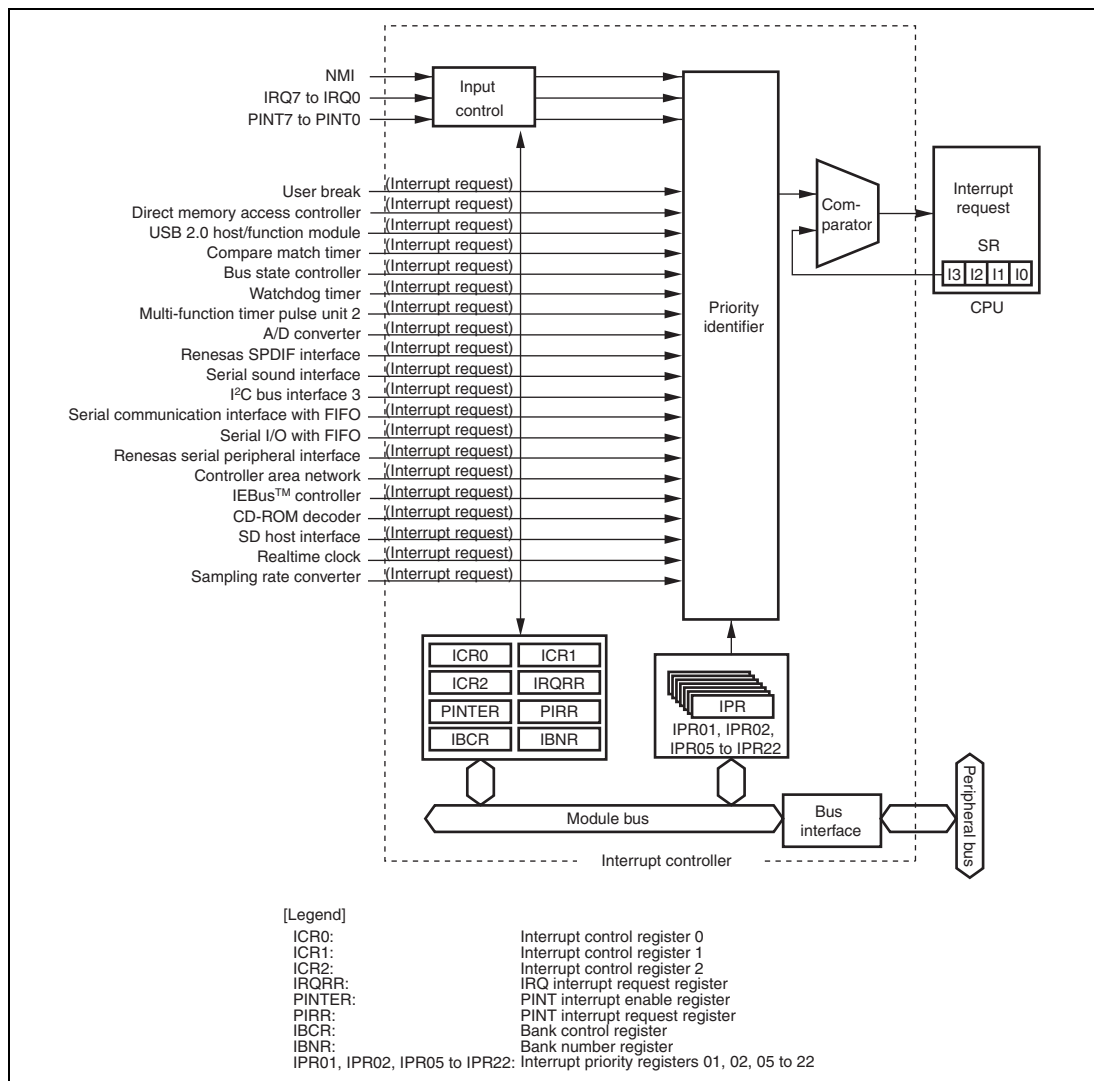 NMI
IRQ7 to IRQ0
PINT7 to PINT0
Input
control
User break (Interrupt request)
Direct memory access controller (Interrupt request)
USB 2.0 host/function module (Interrupt request)
Compare match timer (Interrupt request)
Bus state controller (Interrupt request)
Watchdog timer (Interrupt request)
Multi-function timer pulse unit 2 (Interrupt request)
A/D converter (Interrupt request)
Renesas SPDIF interface (Interrupt request)
Serial sound interface (Interrupt request)
I²C bus interface 3 (Interrupt request)
Serial communication interface with FIFO (Interrupt request)
Serial I/O with FIFO (Interrupt request)
Renesas serial peripheral interface (Interrupt request)
Controller area network (Interrupt request)
IEBus™ controller (Interrupt request)
CD-ROM decoder (Interrupt request)
SD host interface (Interrupt request)
Realtime clock (Interrupt request)
Sampling rate converter (Interrupt request)
Priority
identifier
Com-
parator
Interrupt
request
SR
I3 I2 I1 I0
CPU
ICR0 ICR1
ICR2 IRQRR
PINTER PIRR
IBCR IBNR
IPR
IPR01, IPR02,
IPR05 to IPR22
Module bus
Bus
interface
Peripheral bus
Interrupt controller
[Legend]
ICR0: Interrupt control register 0
ICR1: Interrupt control register 1
ICR2: Interrupt control register 2
IRQRR: IRQ interrupt request register
PINTER: PINT interrupt enable register
PIRR: PINT interrupt request register
IBCR: Bank control register
IBNR: Bank number register
IPR01, IPR02, IPR05 to IPR22: Interrupt priority registers 01, 02, 05 to 22